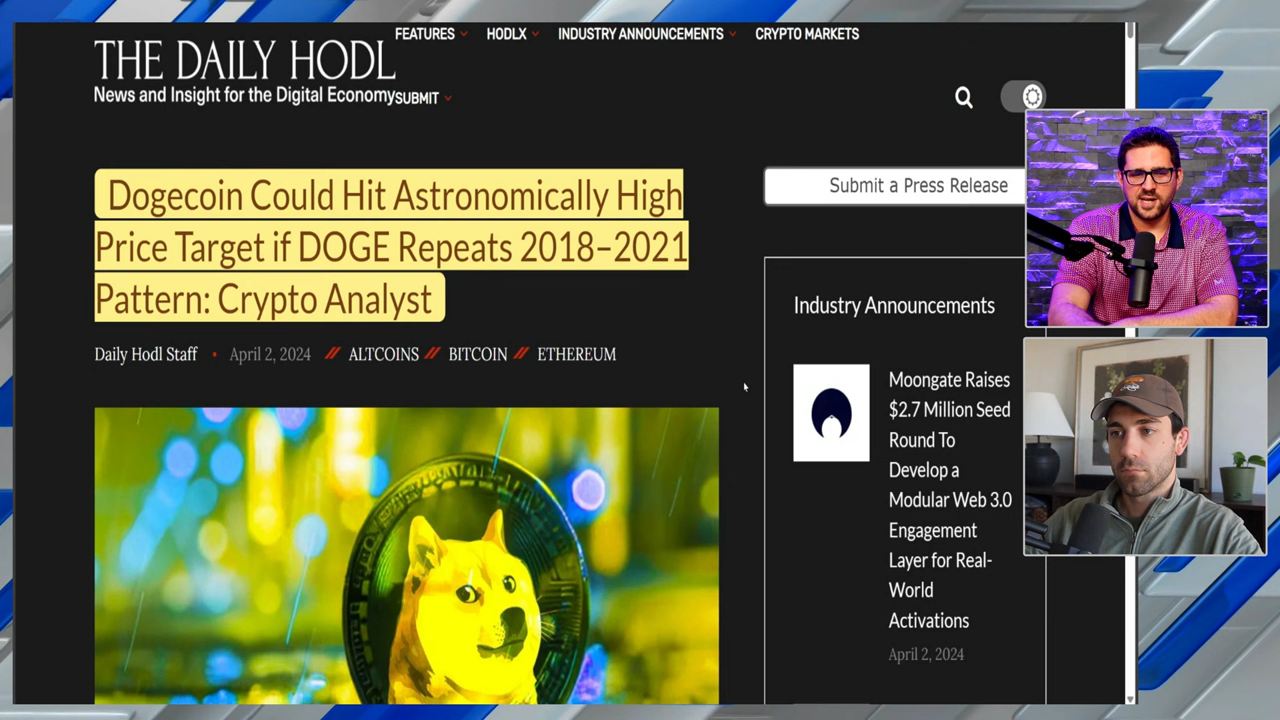 FEATURES HODLX INDUSTRY ANNOUNCEMENTS CRYPTO MARKETS
THE DAILY HODL
News and Insight for the Digital Economy
SUBMIT
Dogecoin Could Hit Astronomically High
Price Target if DOGE Repeats 2018–2021
Pattern: Crypto Analyst
Daily Hodl Staff • April 2, 2024 // ALTCOINS // BITCOIN // ETHEREUM
Submit a Press Release
Industry Announcements
Moongate Raises
$2.7 Million Seed
Round To
Develop a
Modular Web 3.0
Engagement
Layer for Real-
World
Activations
April 2, 2024